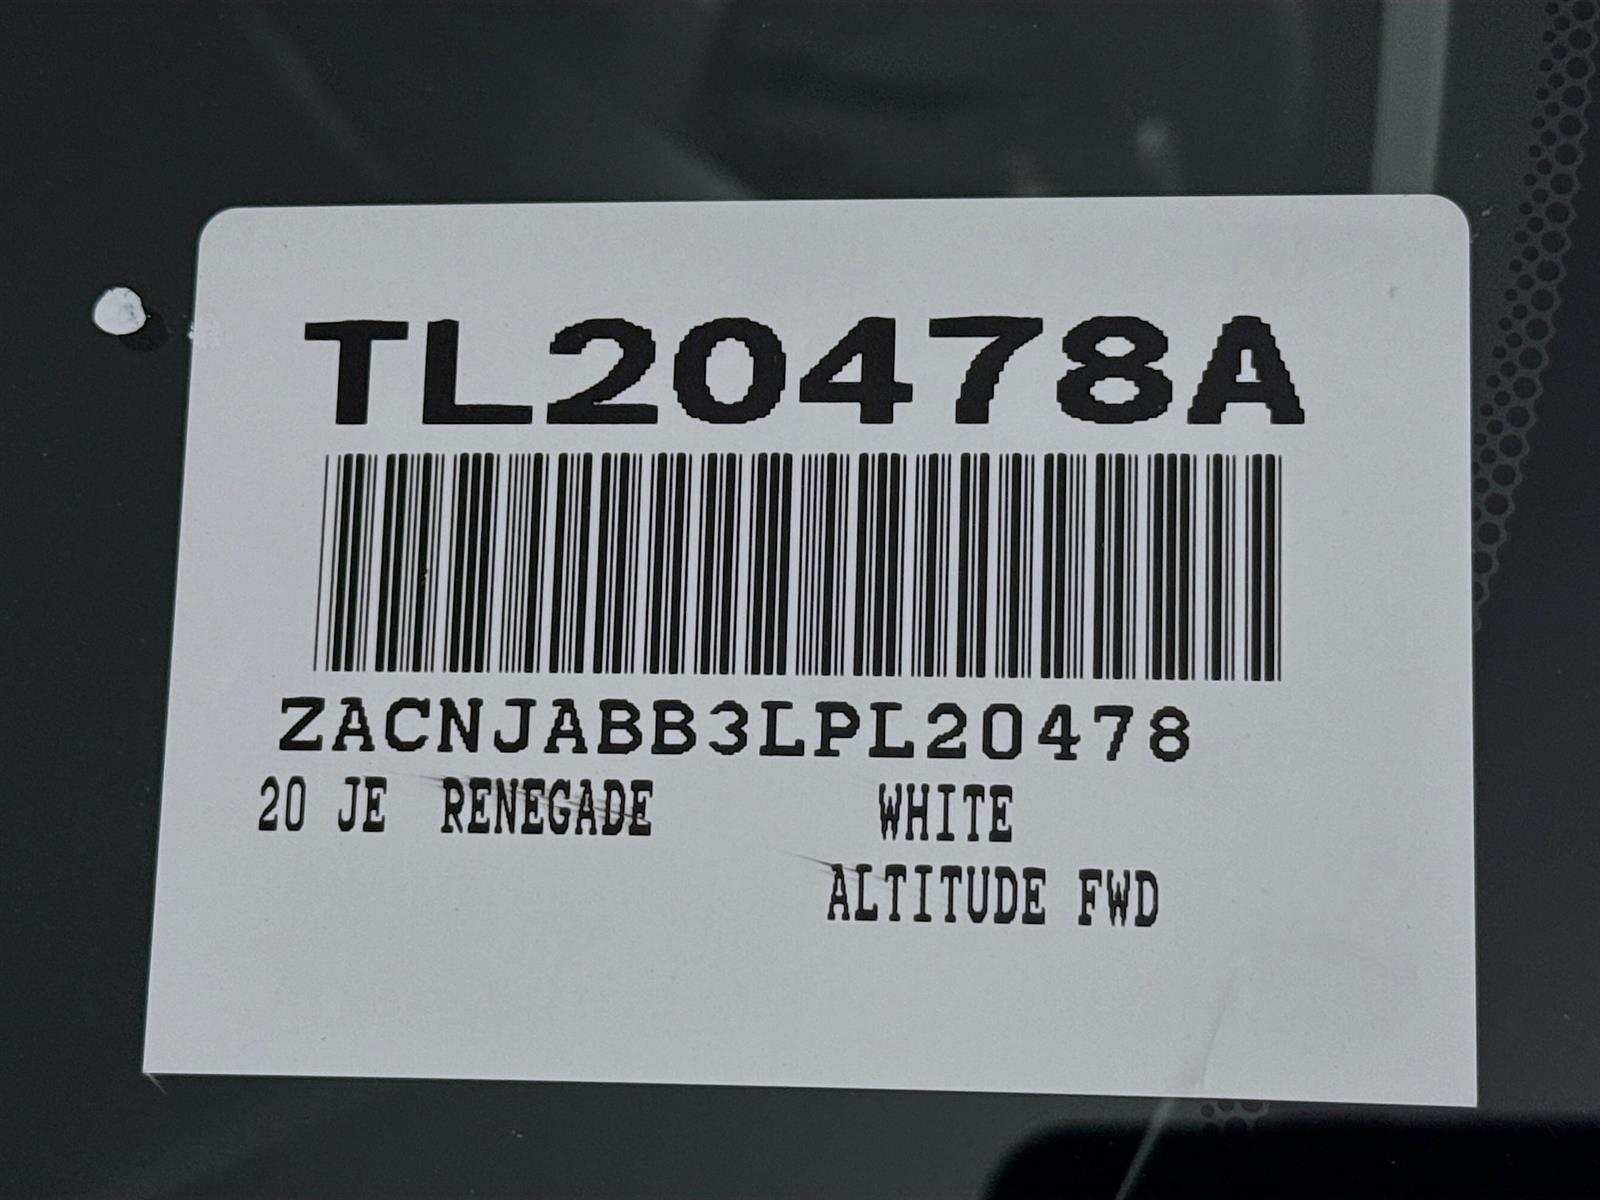 TL20478A
ZACNJABB3LPL20478
20 JE RENEGADE WHITE
ALTITUDE FWD